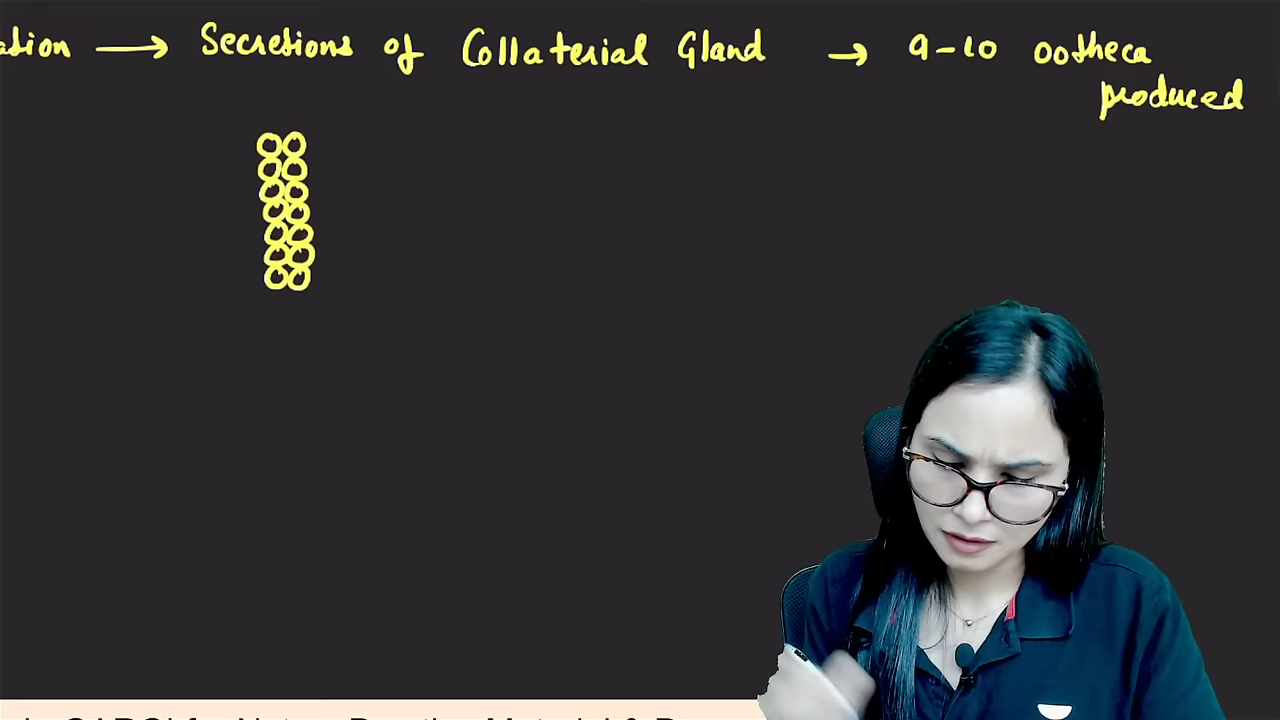 ation → Secretions of Collaterial Gland → 9-10 ootheca
produced